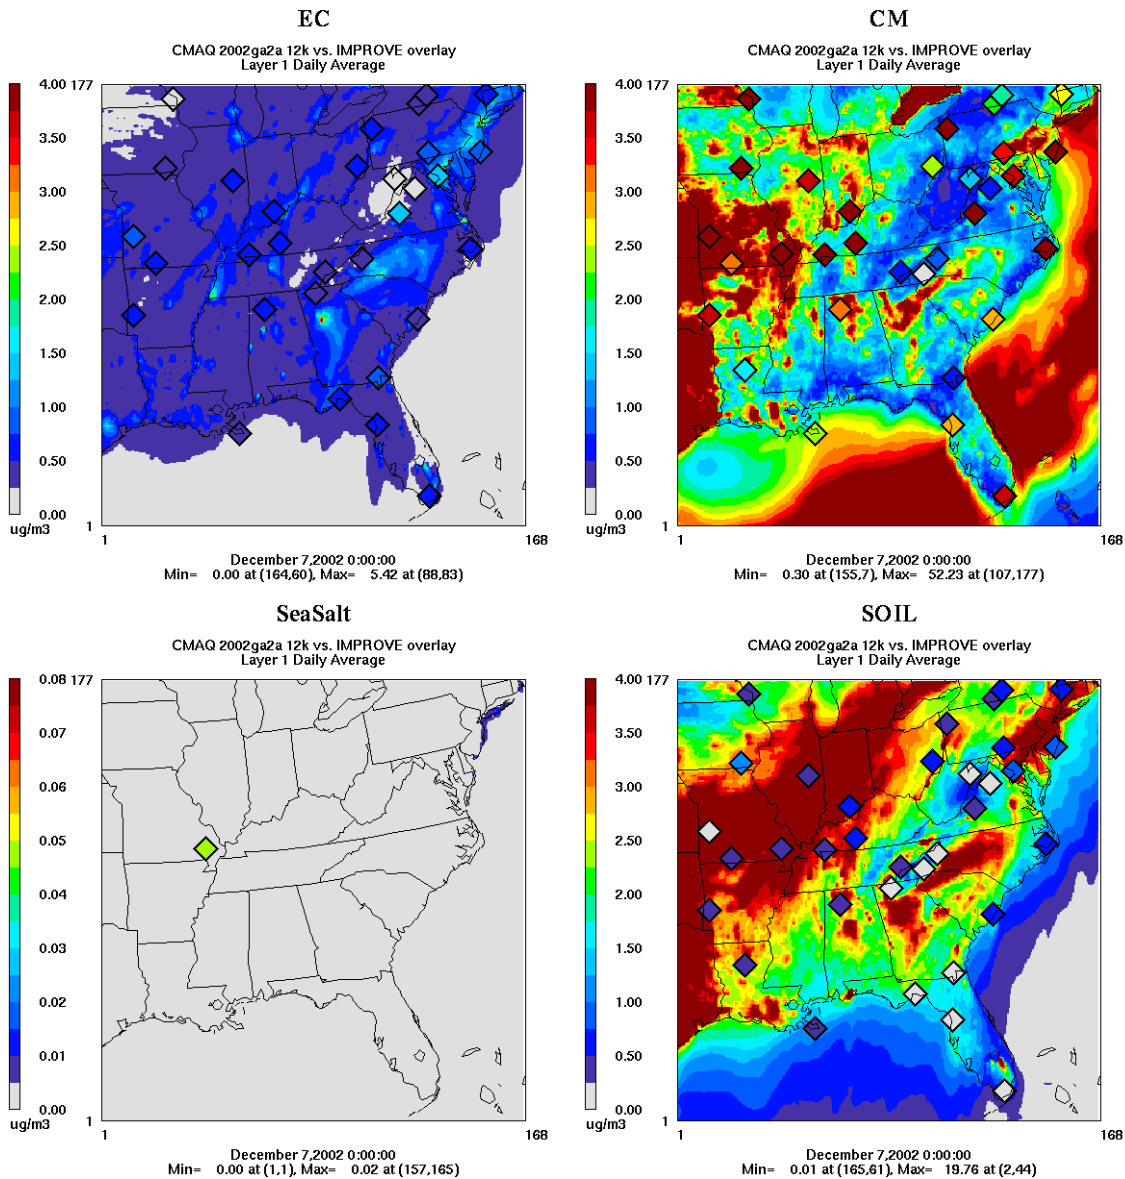 EC
CMAQ 2002ga2a 12k vs. IMPROVE overlay
Layer 1 Daily Average
4.00 177
3.50
3.00
2.50
2.00
1.50
1.00
0.50
0.00
ug/m3
1
1 168
December 7,2002 0:00:00
Min= 0.00 at (164,60), Max= 5.42 at (88,83)
CM
CMAQ 2002ga2a 12k vs. IMPROVE overlay
Layer 1 Daily Average
4.00 177
3.50
3.00
2.50
2.00
1.50
1.00
0.50
0.00
ug/m3
1
1 168
December 7,2002 0:00:00
Min= 0.30 at (155,7), Max= 52.23 at (107,177)
SeaSalt
CMAQ 2002ga2a 12k vs. IMPROVE overlay
Layer 1 Daily Average
0.08 177
0.07
0.06
0.05
0.04
0.03
0.02
0.01
0.00
ug/m3
1
1 168
December 7,2002 0:00:00
Min= 0.00 at (1,1), Max= 0.02 at (157,165)
SOIL
CMAQ 2002ga2a 12k vs. IMPROVE overlay
Layer 1 Daily Average
4.00 177
3.50
3.00
2.50
2.00
1.50
1.00
0.50
0.00
ug/m3
1
1 168
December 7,2002 0:00:00
Min= 0.01 at (165,61), Max= 19.76 at (2,44)